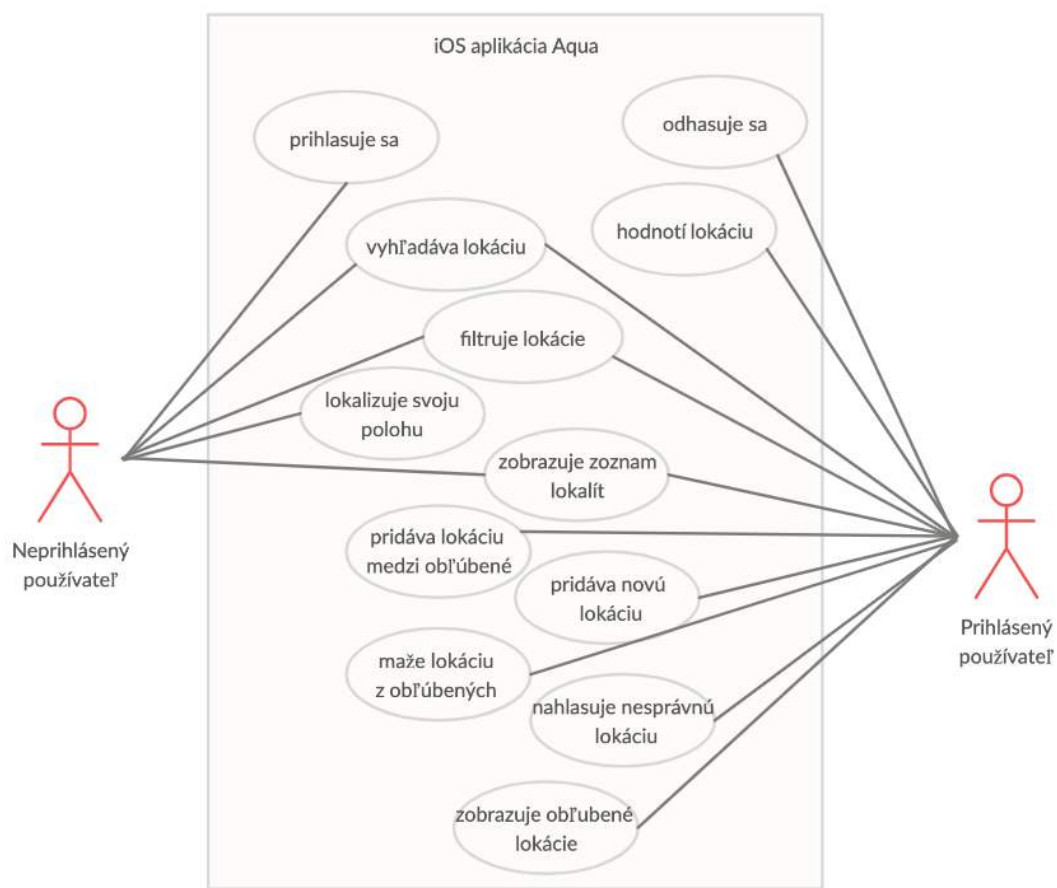 iOS aplikácia Aqua
prihlasuje sa
odhasuje sa
vyhľadáva lokáciu
hodnotí lokáciu
filtruje lokácie
lokalizuje svoju
polohu
zobrazuje zoznam
lokalít
Neprihlásený
používateľ
pridáva lokáciu
medzi obľúbené
pridáva novú
lokáciu
Prihlásený
používateľ
maže lokáciu
z obľúbených
nahlasuje nesprávnú
lokáciu
zobrazuje obľubené
lokácie